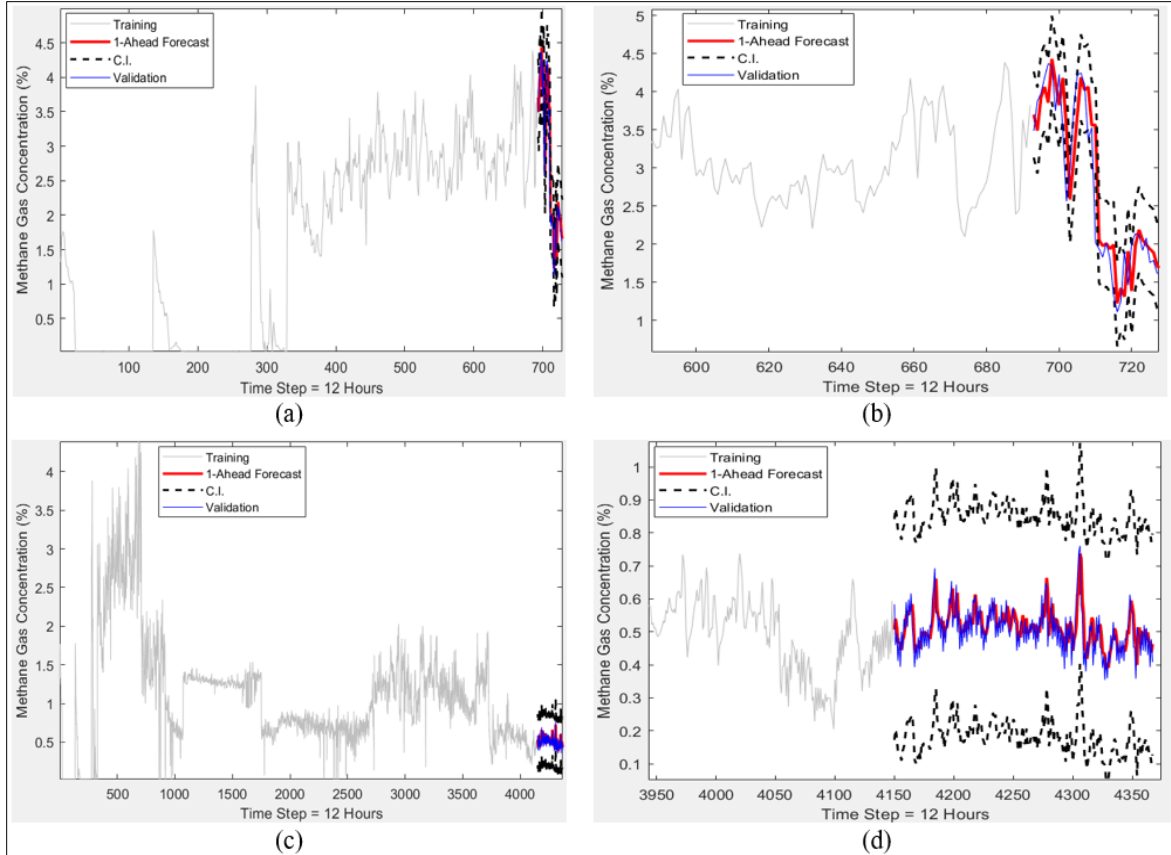 Training
1-Ahead Forecast
C.I.
Validation
4.5
4
3.5
3
2.5
2
1.5
1
0.5
Methane Gas Concentration (%)
100 200 300 400 500 600 700
Time Step = 12 Hours
(a)
Training
1-Ahead Forecast
C.I.
Validation
5
4.5
4
3.5
3
2.5
2
1.5
1
Methane Gas Concentration (%)
600 620 640 660 680 700 720
Time Step = 12 Hours
(b)
Training
1-Ahead Forecast
C.I.
Validation
4
3.5
3
2.5
2
1.5
1
0.5
Methane Gas Concentration (%)
500 1000 1500 2000 2500 3000 3500 4000
Time Step = 12 Hours
(c)
Training
1-Ahead Forecast
C.I.
Validation
1
0.9
0.8
0.7
0.6
0.5
0.4
0.3
0.2
0.1
Methane Gas Concentration (%)
3950 4000 4050 4100 4150 4200 4250 4300 4350
Time Step = 12 Hours
(d)